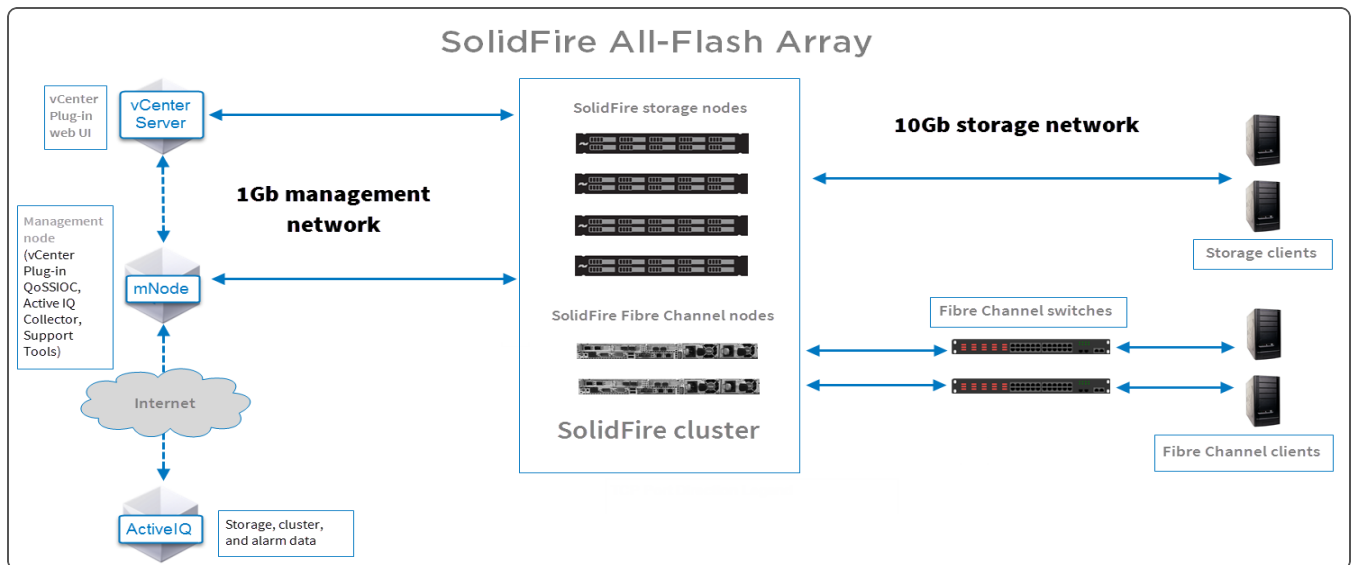 SolidFire All-Flash Array
vCenter
Plug-in
web UI
vCenter
Server
1Gb management
network
Management
node
(vCenter
Plug-in
QoSSIOC,
Active IQ
Collector,
Support
Tools)
mNode
Internet
ActiveIQ
Storage, cluster,
and alarm data
SolidFire storage nodes
SolidFire Fibre Channel nodes
SolidFire cluster
10Gb storage network
Storage clients
Fibre Channel switches
Fibre Channel clients